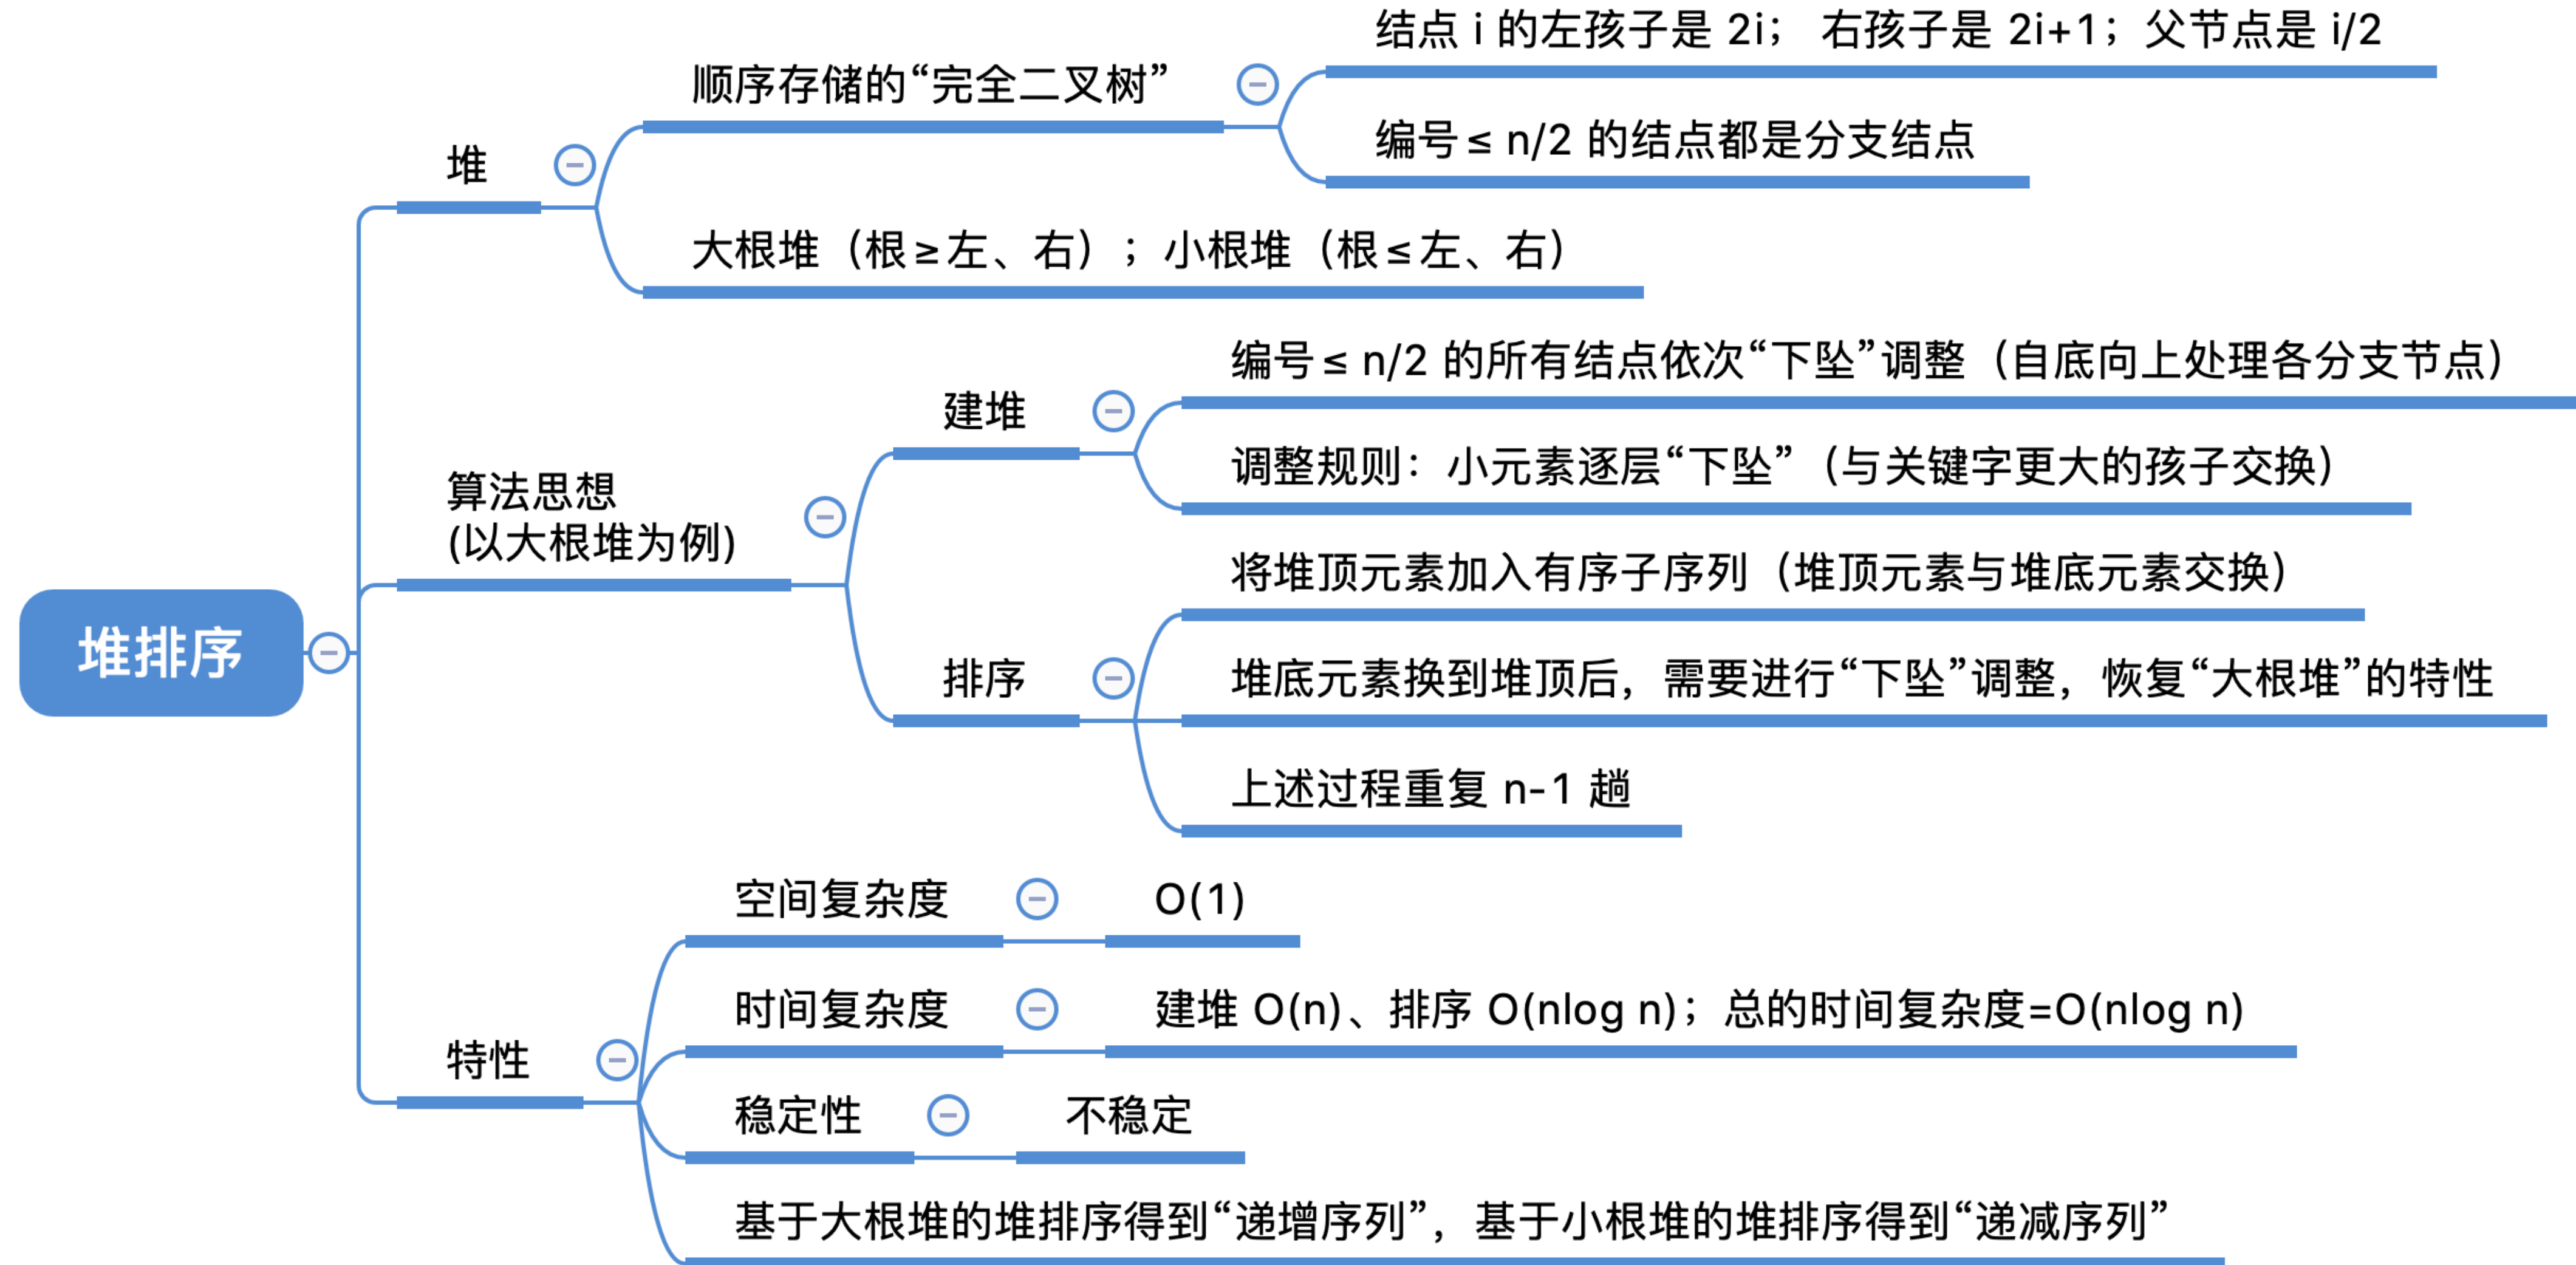 结点 i 的左孩子是 2i； 右孩子是 2i+1；父节点是 i/2
顺序存储的“完全二叉树”
编号≤ n/2 的结点都是分支结点
堆
大根堆（根≥左、右）；小根堆（根≤左、右）
编号≤ n/2 的所有结点依次“下坠”调整（自底向上处理各分支节点）
建堆
调整规则：小元素逐层“下坠”（与关键字更大的孩子交换）
算法思想
(以大根堆为例)
将堆顶元素加入有序子序列（堆顶元素与堆底元素交换）
堆排序
排序
堆底元素换到堆顶后，需要进行“下坠”调整，恢复“大根堆”的特性
上述过程重复 n-1 趟
空间复杂度
O(1)
时间复杂度
建堆 O(n)、排序 O(nlog n)；总的时间复杂度=O(nlog n)
特性
稳定性
不稳定
基于大根堆的堆排序得到“递增序列”，基于小根堆的堆排序得到“递减序列”